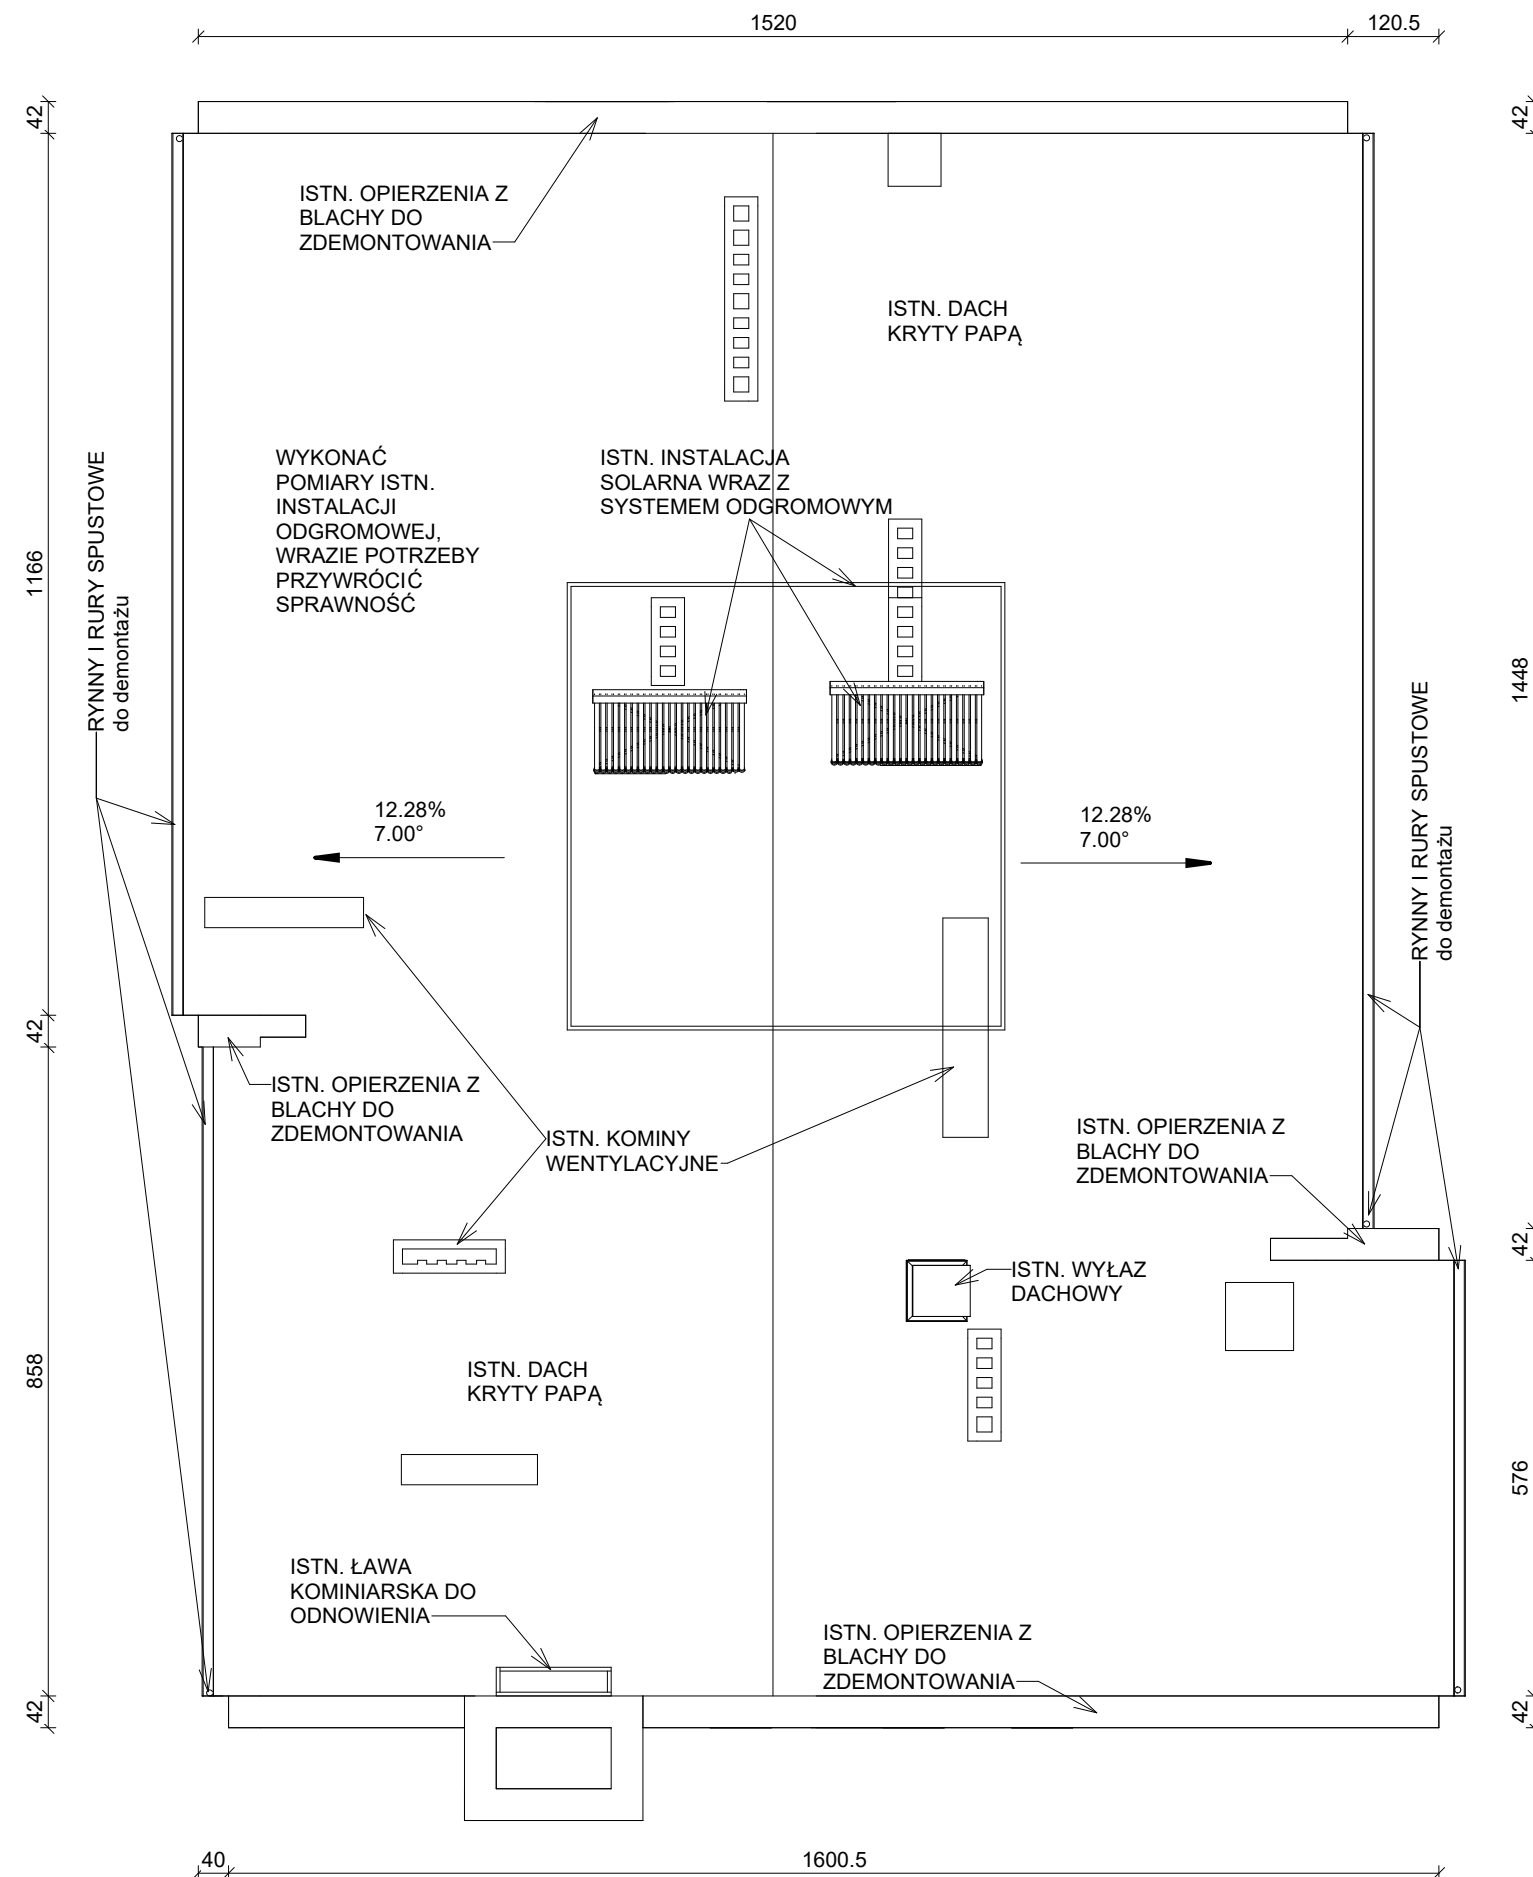 1520
120.5
42
42
ISTN. OPIERZENIA Z
BLACHY DO
ZDEMONTOWANIA
ISTN. DACH
KRYTY PAPĄ
WYKONAĆ
POMIARY ISTN.
INSTALACJI
ODGROMOWEJ,
WRAZIE POTRZEBY
PRZYWRÓCIĆ
SPRAWNOŚĆ
ISTN. INSTALACJA
SOLARNA WRAZ Z
SYSTEMEM ODGROMOWYM
RYNNY I RURY SPUSTOWE
do demontażu
1166
1448
RYNNY I RURY SPUSTOWE
do demontażu
12.28%
7.00°
12.28%
7.00°
42
ISTN. OPIERZENIA Z
BLACHY DO
ZDEMONTOWANIA
ISTN. KOMINY
WENTYLACYJNE
ISTN. OPIERZENIA Z
BLACHY DO
ZDEMONTOWANIA
42
ISTN. WYŁAZ
DACHOWY
858
ISTN. DACH
KRYTY PAPĄ
576
ISTN. ŁAWA
KOMINIARSKA DO
ODNOWIENIA
ISTN. OPIERZENIA Z
BLACHY DO
ZDEMONTOWANIA
42
42
40
1600.5